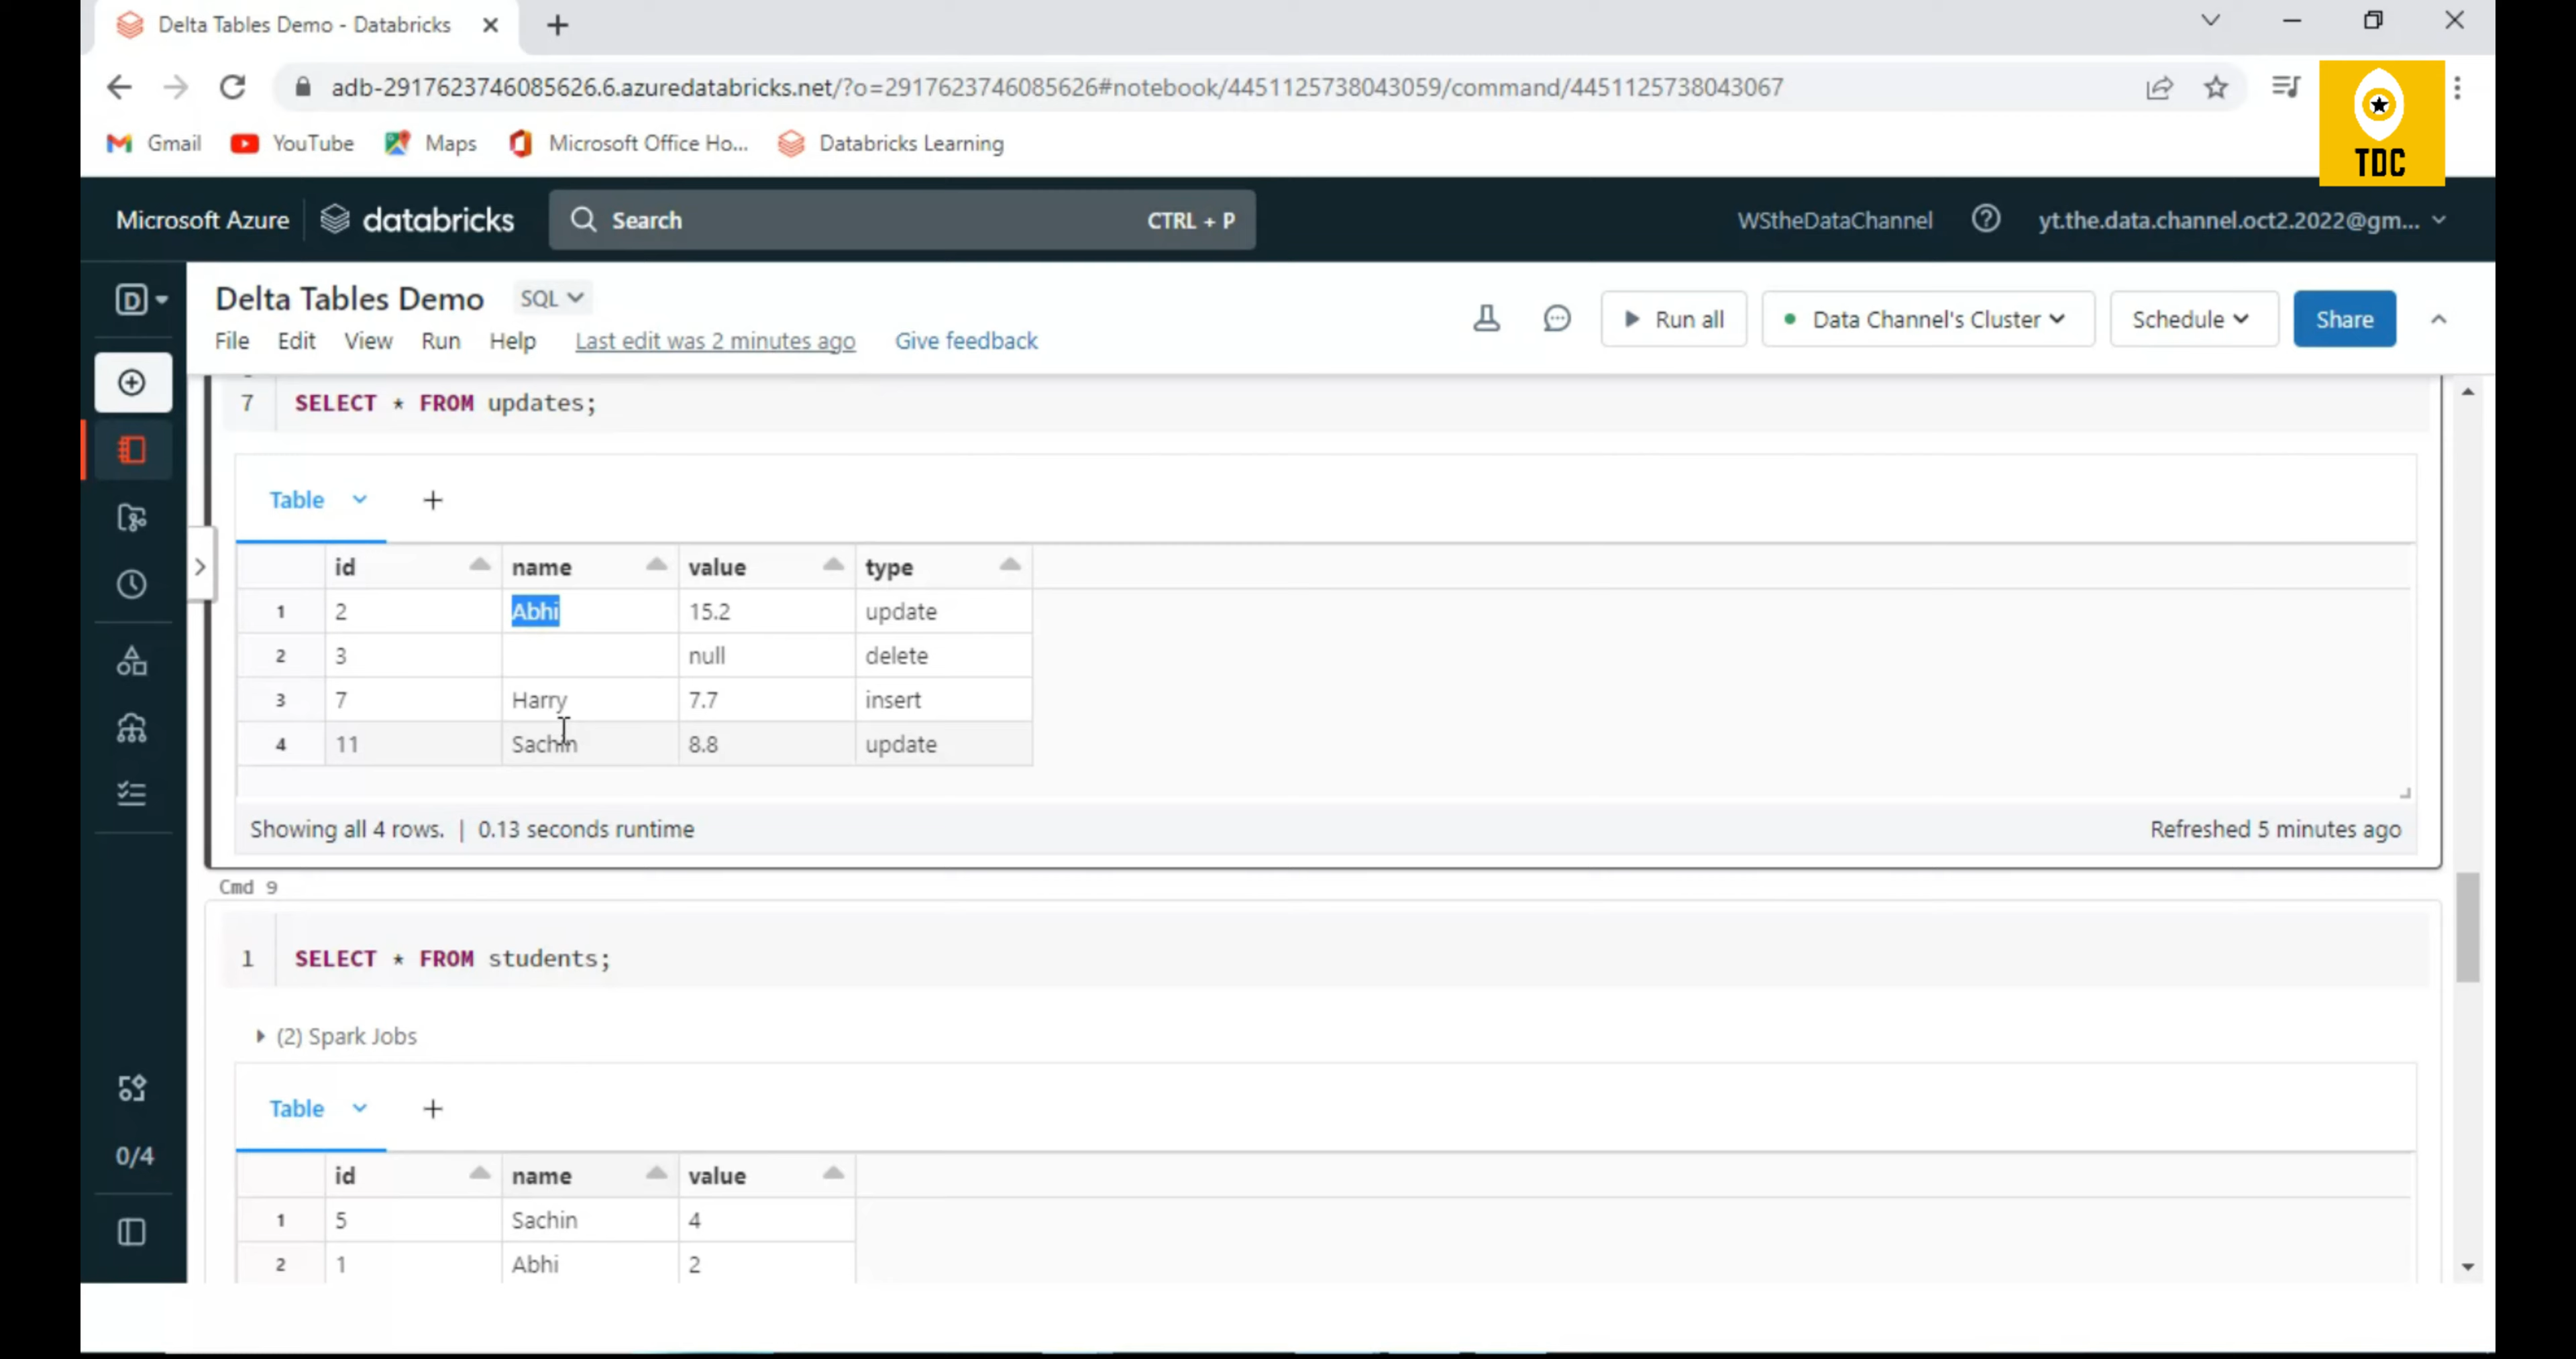 Delta Tables Demo - Databricks
adb-2917623746085626.6.azuredatabricks.net/?o=2917623746085626#notebook/4451125738043059/command/4451125738043067
Gmail YouTube Maps Microsoft Office Ho... Databricks Learning
TDC
Microsoft Azure databricks Search CTRL + P WStheDataChannel yt.the.data.channel.oct2.2022@gm...
D
Delta Tables Demo SQL
File Edit View Run Help Last edit was 2 minutes ago Give feedback
Run all Data Channel's Cluster Schedule Share
7 SELECT * FROM updates;
Table
id name value type
1 2 Abhi 15.2 update
2 3 null delete
3 7 Harry 7.7 insert
4 11 Sachin 8.8 update
Showing all 4 rows. | 0.13 seconds runtime Refreshed 5 minutes ago
Cmd 9
1 SELECT * FROM students;
(2) Spark Jobs
0/4
Table
id name value
1 5 Sachin 4
2 1 Abhi 2